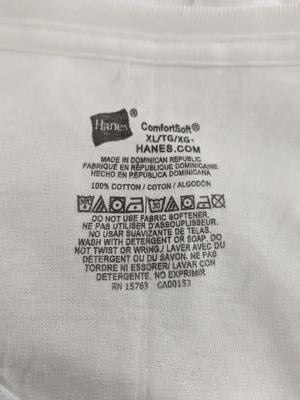 Hanes®
ComfortSoft®
XL/TG/XG-
HANES.COM
MADE IN DOMINICAN REPUBLIC
FABRIQUÉ EN RÉPUBLIQUE DOMINICAINE
HECHO EN REPÚBLICA DOMINICANA
100% COTTON / COTON / ALGODÓN
DO NOT USE FABRIC SOFTENER.
NE PAS UTILISER D'ASSOUPLISSEUR.
NO USAR SUAVIZANTE DE TELAS.
WASH WITH DETERGENT OR SOAP. DO
NOT TWIST OR WRING/ LAVER AVEC DU
DÉTERGENT OU DU SAVON. NE PAS
TORDRE NI ESSORER/ LAVAR CON
DETERGENTE. NO EXPRIMIR
RN 15763 CA00153